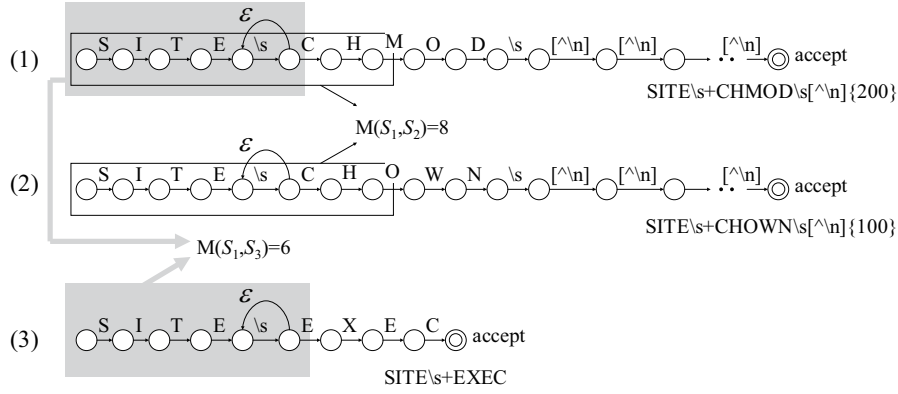 ε
(1) S I T E \s C H M O D \s [^\n] [^\n] [^\n] accept
SITE\s+CHMOD\s[^\n]{200}
M(S₁,S₂)=8
ε
(2) S I T E \s C H O W N \s [^\n] [^\n] [^\n] accept
SITE\s+CHOWN\s[^\n]{100}
M(S₁,S₃)=6
ε
(3) S I T E \s E X E C accept
SITE\s+EXEC